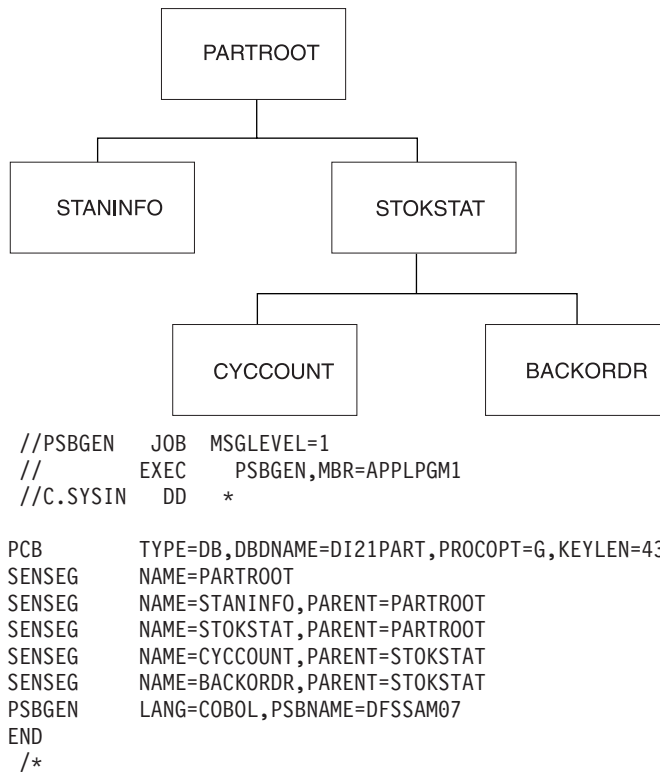 PARTROOT
STANINFO
STOKSTAT
CYCCOUNT
BACKORDR
//PSBGEN   JOB  MSGLEVEL=1
//        EXEC    PSBGEN,MBR=APPLPGM1
//C.SYSIN   DD   *
PCB        TYPE=DB,DBDNAME=DI21PART,PROCOPT=G,KEYLEN=43
SENSEG     NAME=PARTROOT
SENSEG     NAME=STANINFO,PARENT=PARTROOT
SENSEG     NAME=STOKSTAT,PARENT=PARTROOT
SENSEG     NAME=CYCCOUNT,PARENT=STOKSTAT
SENSEG     NAME=BACKORDR,PARENT=STOKSTAT
PSBGEN     LANG=COBOL,PSBNAME=DFSSAM07
END
/*